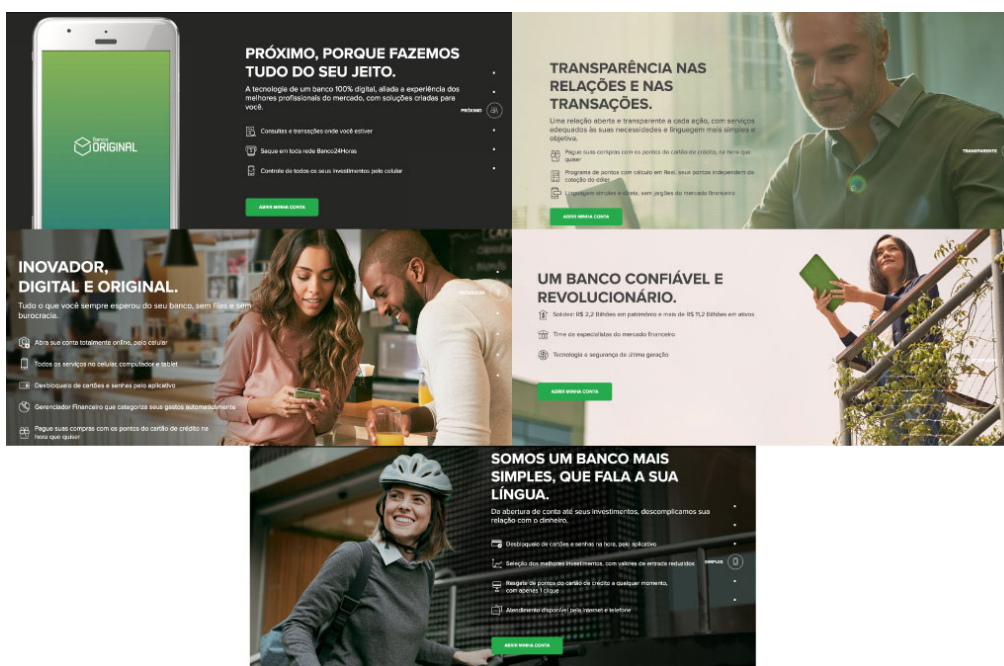 Banco
ORIGINAL
PRÓXIMO, PORQUE FAZEMOS
TUDO DO SEU JEITO.
A tecnologia de um banco 100% digital, aliada a experiência dos
melhores profissionais do mercado, com soluções criadas para
você.
PRÓXIMO
Consultas e transações onde você estiver
Saque em toda rede Banco24Horas
Controle de todos os seus investimentos pelo celular
ABRIR MINHA CONTA
TRANSPARÊNCIA NAS
RELAÇÕES E NAS
TRANSAÇÕES.
Uma relação aberta e transparente a cada ação, com serviços
adequados às suas necessidades e linguagem mais simples e
objetiva.
TRANSPARENTE
Pague suas compras com os pontos do cartão de crédito, na hora que
quiser
Programa de pontos com cálculo em Real, seus pontos independem da
cotação do dólar
Linguagem simples e direta, sem jargões do mercado financeiro
ABRIR MINHA CONTA
INOVADOR,
DIGITAL E ORIGINAL.
Tudo o que você sempre esperou do seu banco, sem filas e sem
burocracia.
INOVADOR
Abra sua conta totalmente online, pelo celular
Todos os serviços no celular, computador e tablet
Desbloqueio de cartões e senhas pelo aplicativo
Gerenciador Financeiro que categoriza seus gastos automaticamente
Pague suas compras com os pontos do cartão de crédito na
hora que quiser
UM BANCO CONFIÁVEL E
REVOLUCIONÁRIO.
Solidez: R$ 2,2 Bilhões em patrimônio e mais de R$ 11,2 Bilhões em ativos
Time de especialistas do mercado financeiro
Tecnologia e segurança de última geração
ABRIR MINHA CONTA
SOMOS UM BANCO MAIS
SIMPLES, QUE FALA A SUA
LÍNGUA.
Da abertura de conta até seus investimentos, descomplicamos sua
relação com o dinheiro.
Desbloqueio de cartões e senhas na hora, pelo aplicativo
Seleção dos melhores investimentos, com valores de entrada reduzidos
SIMPLES
Resgate de pontos do cartão de crédito a qualquer momento,
com apenas 1 clique
Atendimento disponível pela internet e telefone
ABRIR MINHA CONTA